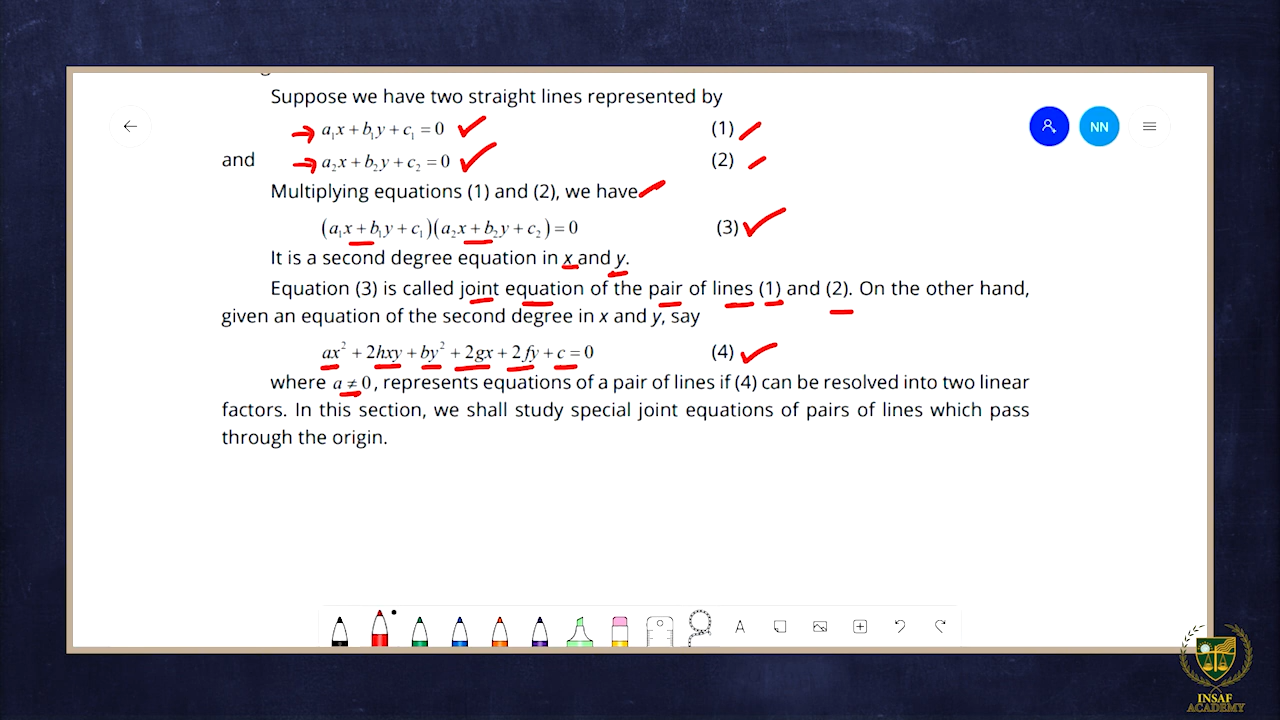 Suppose we have two straight lines represented by
a₁x + b₁y + c₁ = 0 (1)
and a₂x + b₂y + c₂ = 0 (2)
Multiplying equations (1) and (2), we have
(a₁x + b₁y + c₁)(a₂x + b₂y + c₂) = 0 (3)
It is a second degree equation in x and y.
Equation (3) is called joint equation of the pair of lines (1) and (2). On the other hand,
given an equation of the second degree in x and y, say
ax² + 2hxy + by² + 2gx + 2fy + c = 0 (4)
where a ≠ 0, represents equations of a pair of lines if (4) can be resolved into two linear
factors. In this section, we shall study special joint equations of pairs of lines which pass
through the origin.
NN
A
INSAF
ACADEMY